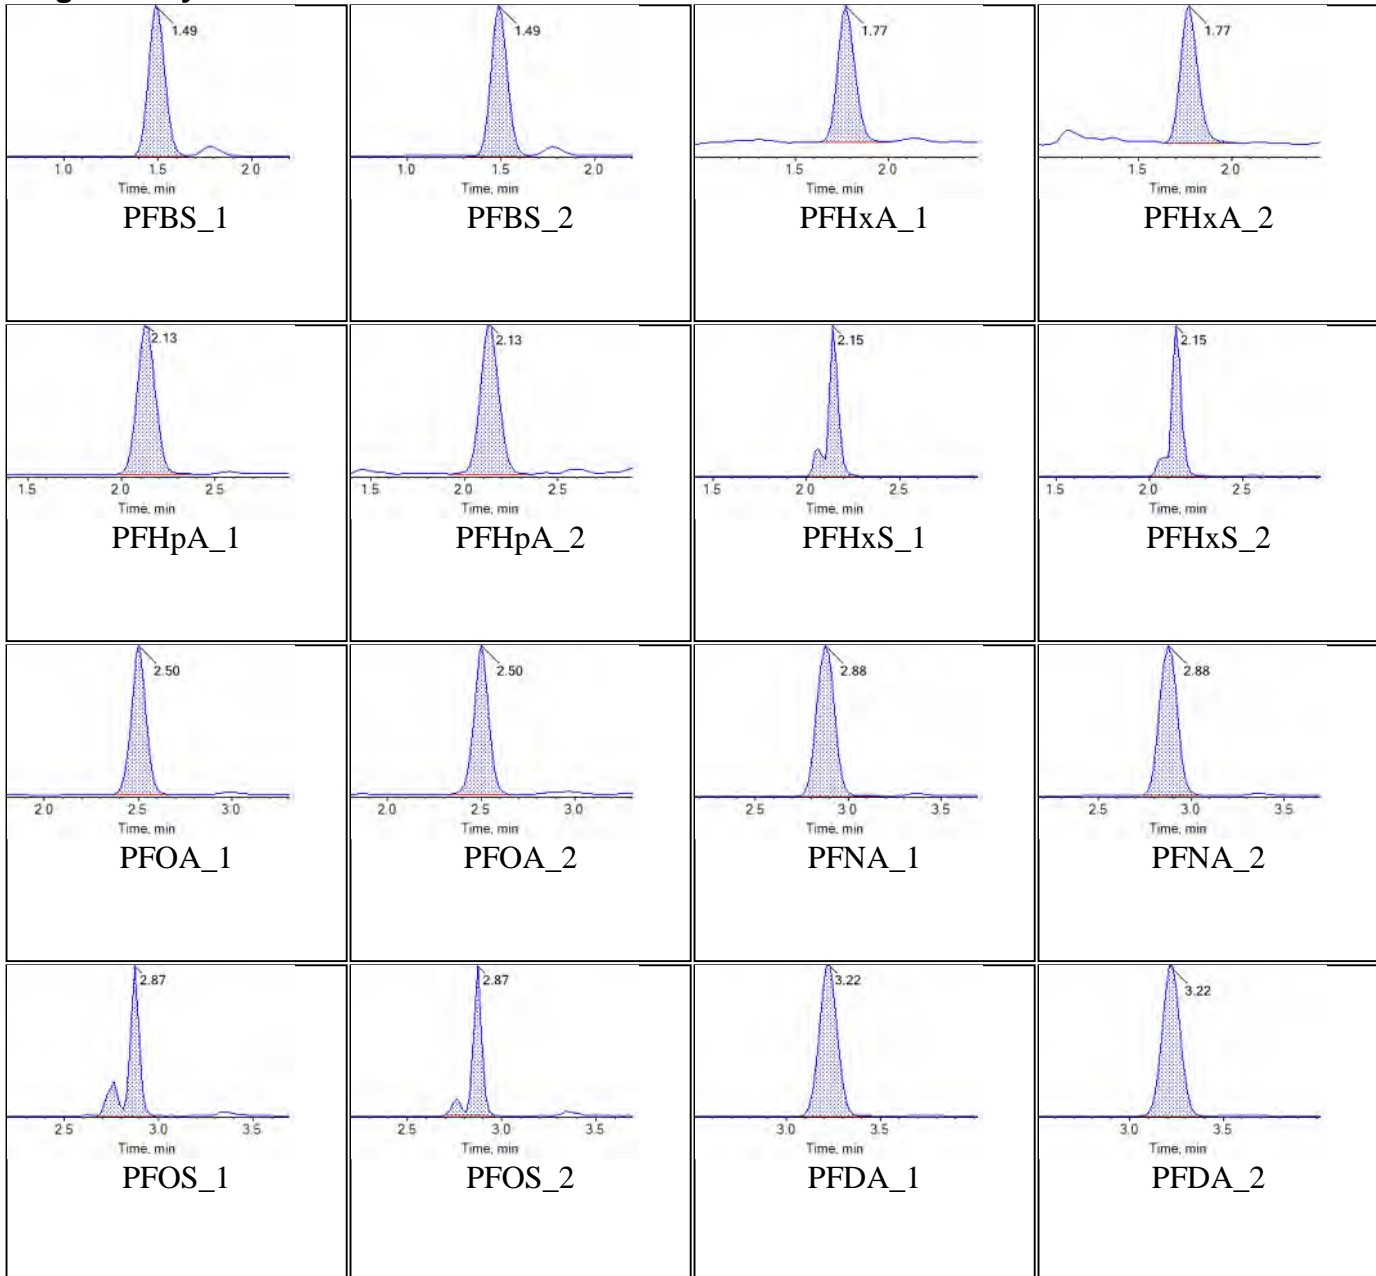 1.49 1.49 1.77 1.77
1.0 1.5 2.0 1.0 1.5 2.0 1.5 2.0 1.5 2.0
Time, min Time, min Time, min Time, min
PFBS_1 PFBS_2 PFHxA_1 PFHxA_2
2.13 2.13 2.15 2.15
1.5 2.0 2.5 1.5 2.0 2.5 1.5 2.0 2.5 1.5 2.0 2.5
Time, min Time, min Time, min Time, min
PFHpA_1 PFHpA_2 PFHxS_1 PFHxS_2
2.50 2.50 2.88 2.88
2.0 2.5 3.0 2.0 2.5 3.0 2.5 3.0 3.5 2.5 3.0 3.5
Time, min Time, min Time, min Time, min
PFOA_1 PFOA_2 PFNA_1 PFNA_2
2.87 2.87 3.22 3.22
2.5 3.0 3.5 2.5 3.0 3.5 3.0 3.5 3.0 3.5
Time, min Time, min Time, min Time, min
PFOS_1 PFOS_2 PFDA_1 PFDA_2